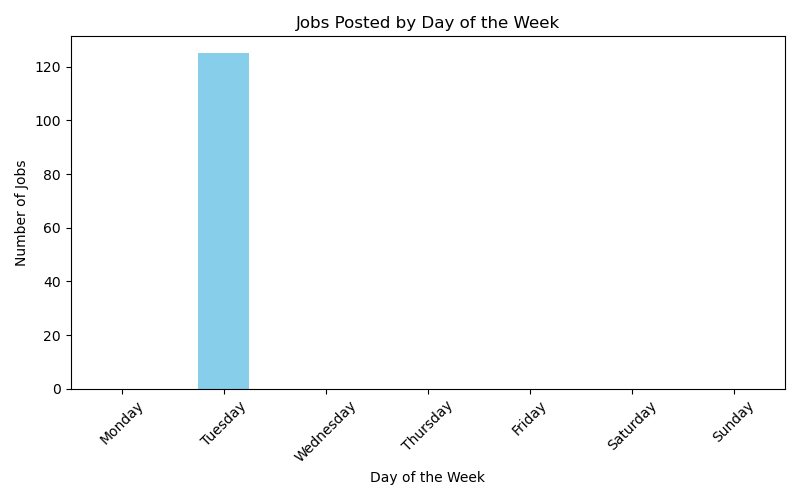 Jobs Posted by Day of the Week
Number of Jobs
120
100
80
60
40
20
0
Monday
Tuesday
Wednesday
Thursday
Friday
Saturday
Sunday
Day of the Week